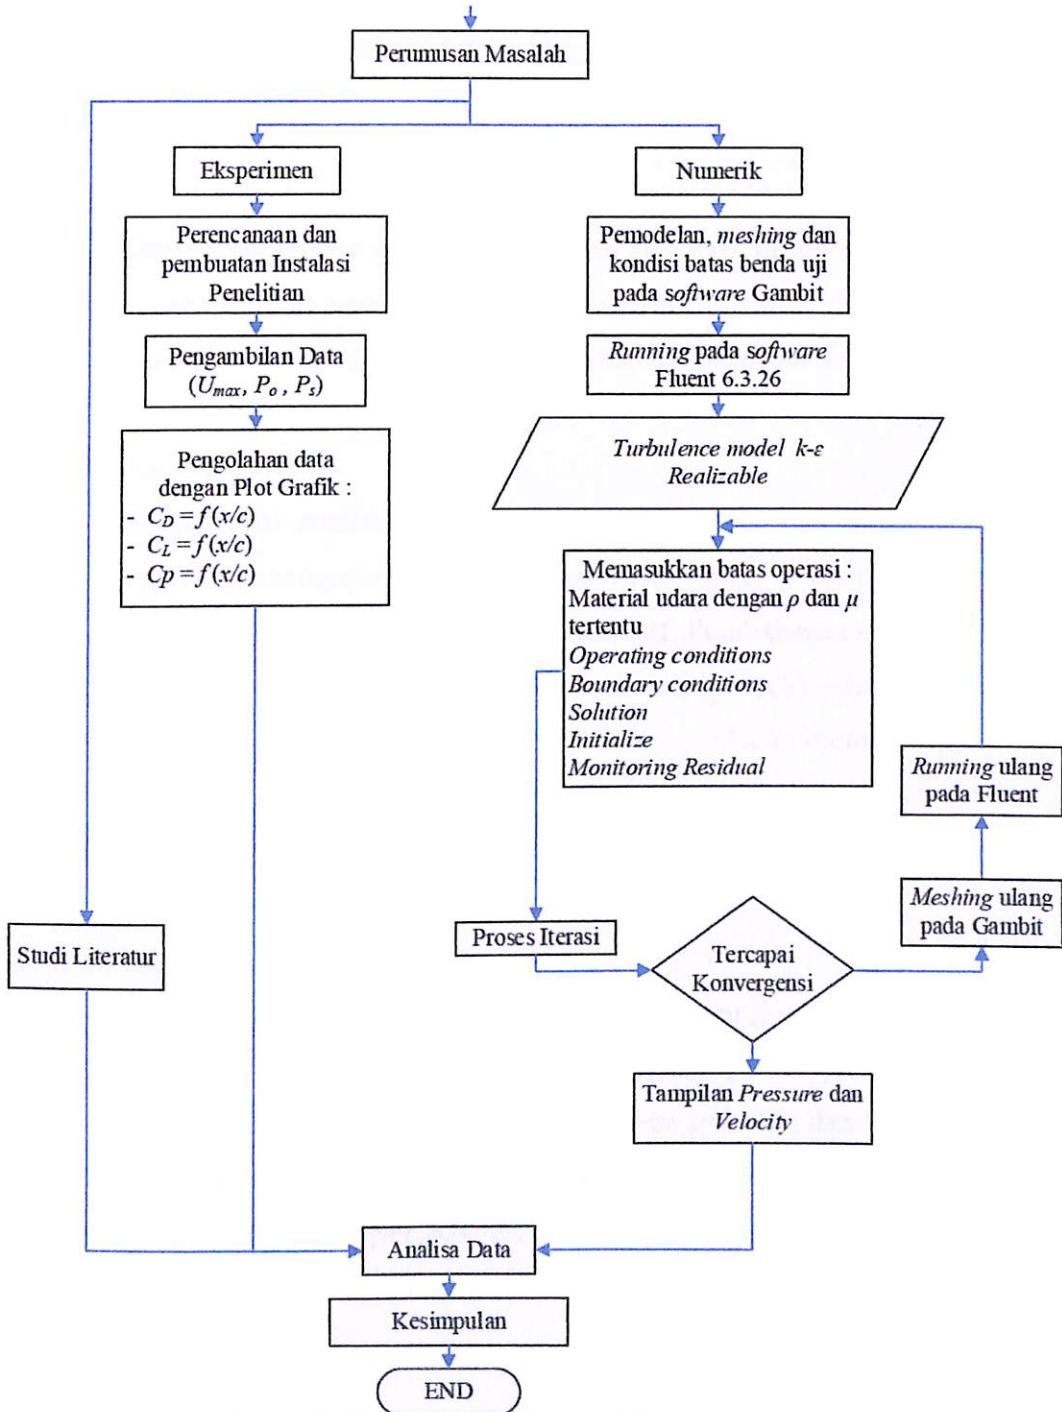 Perumusan Masalah
Eksperimen
Numerik
Perencanaan dan
pembuatan Instalasi
Penelitian
Pemodelan, meshing dan
kondisi batas benda uji
pada software Gambit
Pengambilan Data
(Umax, Po , Ps)
Running pada software
Fluent 6.3.26
Pengolahan data
dengan Plot Grafik :
- CD = f (x/c)
- CL = f (x/c)
- Cp = f (x/c)
Turbulence model k-ε
Realizable
Memasukkan batas operasi :
Material udara dengan ρ dan μ
tertentu
Operating conditions
Boundary conditions
Solution
Initialize
Monitoring Residual
Running ulang
pada Fluent
Meshing ulang
pada Gambit
Studi Literatur
Proses Iterasi
Tercapai
Konvergensi
Tampilan Pressure dan
Velocity
Analisa Data
Kesimpulan
END